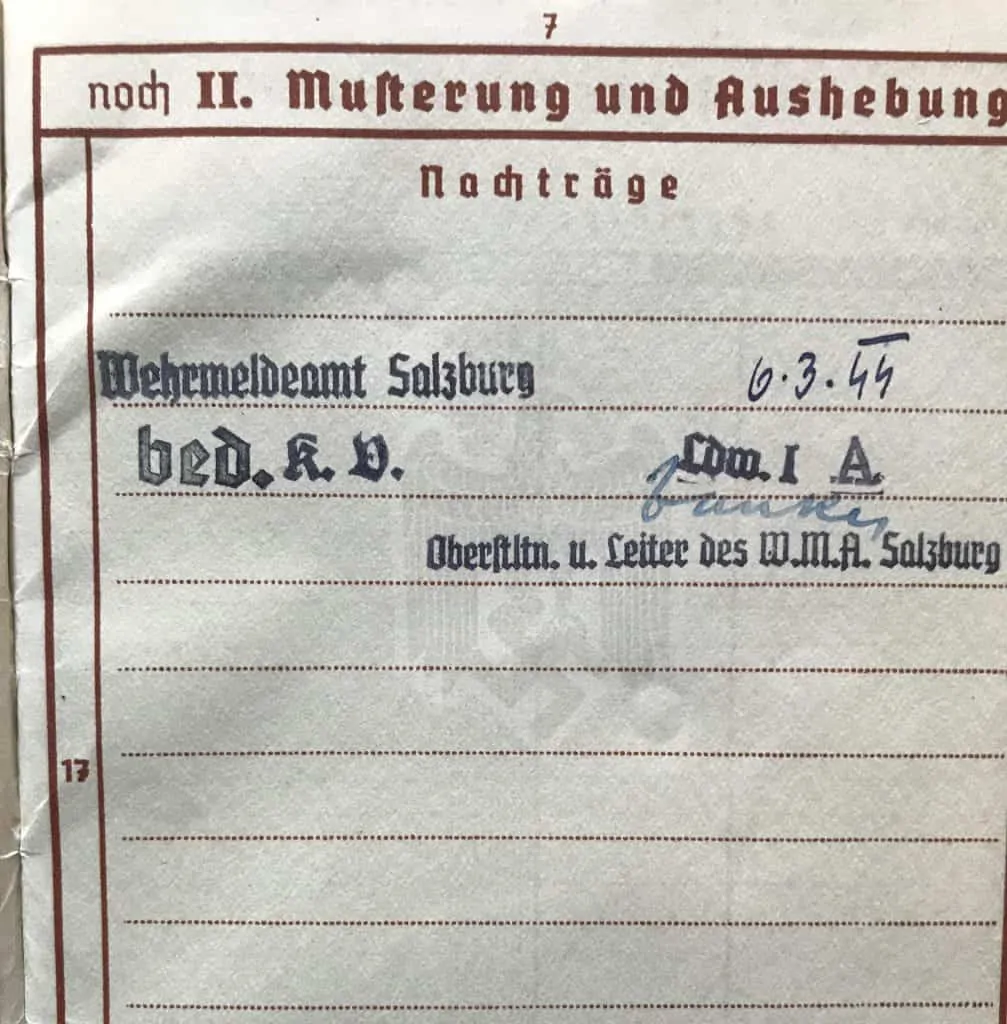 7
noch II. Musterung und Aushebung
Nachträge
Wehrmeldeamt Salzburg 6.3.44
bed. K. V. Ldw. I A
Oberstltn. u. Leiter des W.M.A. Salzburg
17